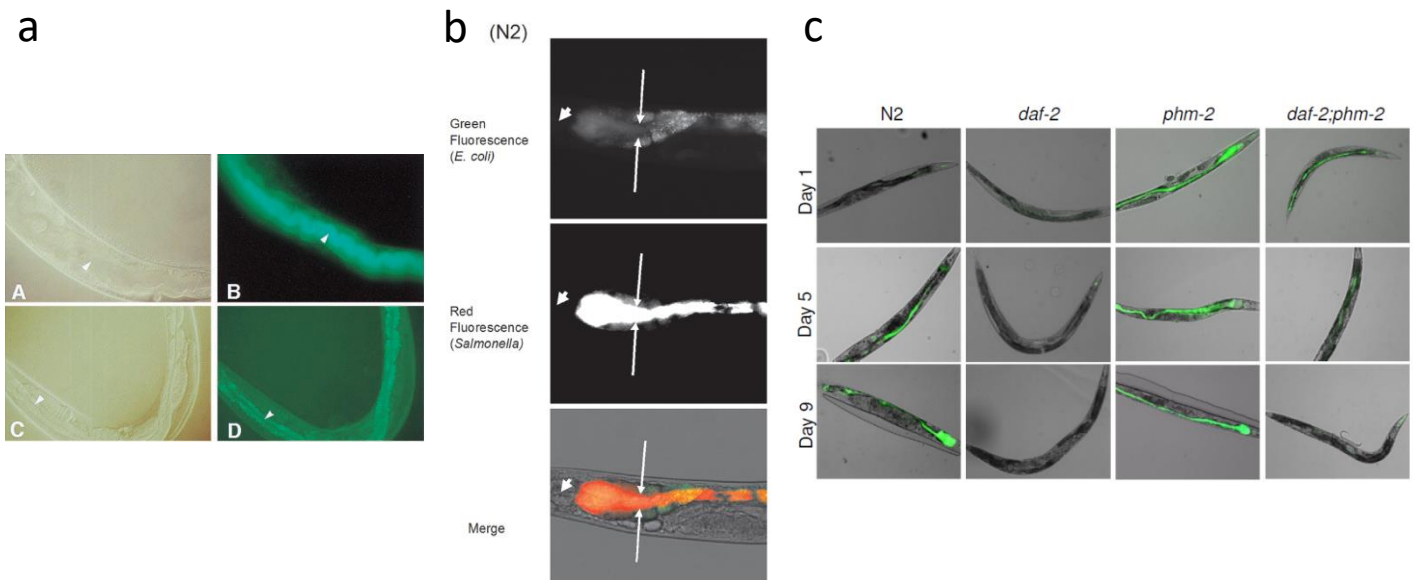 a
A
B
C
D
b
(N2)
Green
Fluorescence
(E. coli)
Red
Fluorescence
(Salmonella)
Merge
c
N2 daf-2 phm-2 daf-2;phm-2
Day 1
Day 5
Day 9